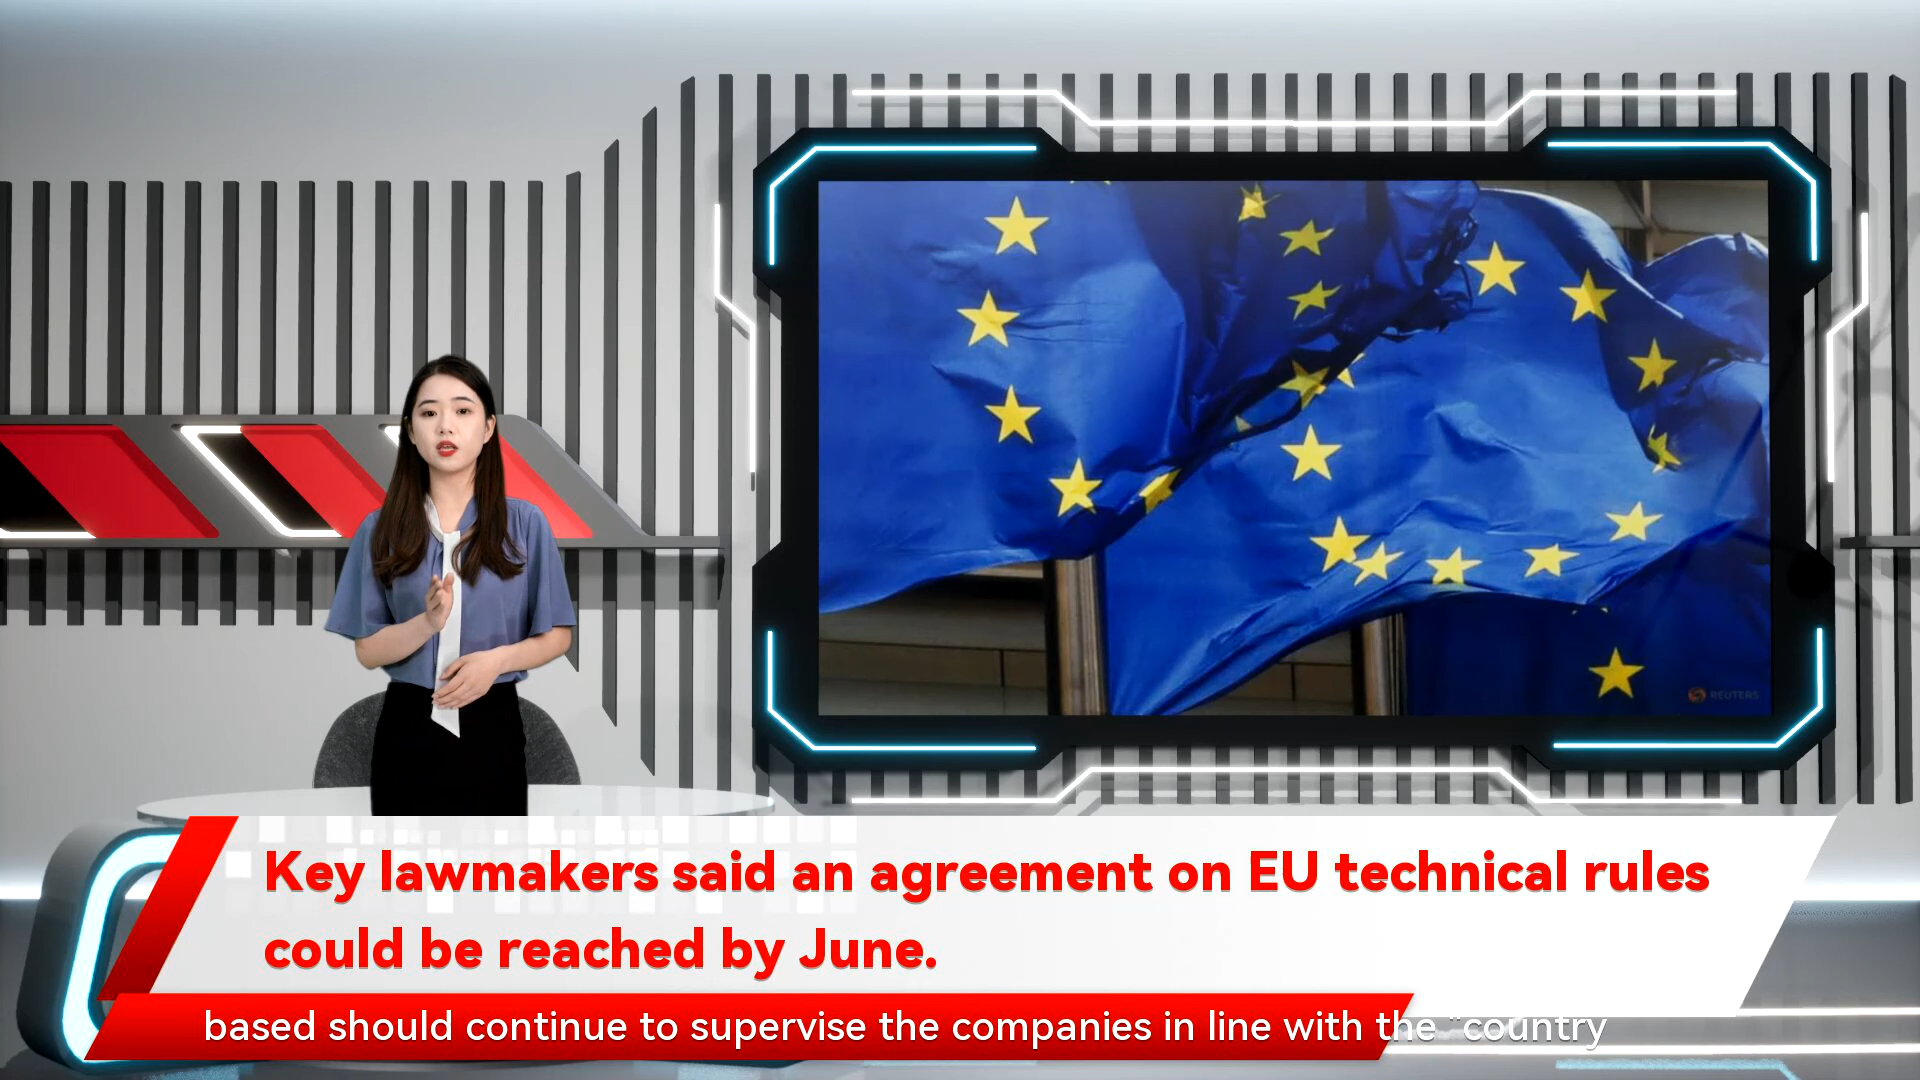 REUTERS
Key lawmakers said an agreement on EU technical rules
could be reached by June.
based should continue to supervise the companies in line with the "country